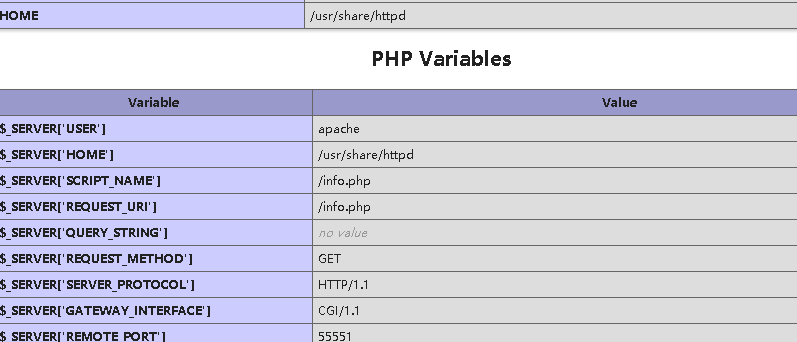 HOME /usr/share/httpd
PHP Variables
Variable Value
$_SERVER['USER'] apache
$_SERVER['HOME'] /usr/share/httpd
$_SERVER['SCRIPT_NAME'] /info.php
$_SERVER['REQUEST_URI'] /info.php
$_SERVER['QUERY_STRING'] no value
$_SERVER['REQUEST_METHOD'] GET
$_SERVER['SERVER_PROTOCOL'] HTTP/1.1
$_SERVER['GATEWAY_INTERFACE'] CGI/1.1
$_SERVER['REMOTE_PORT'] 55551